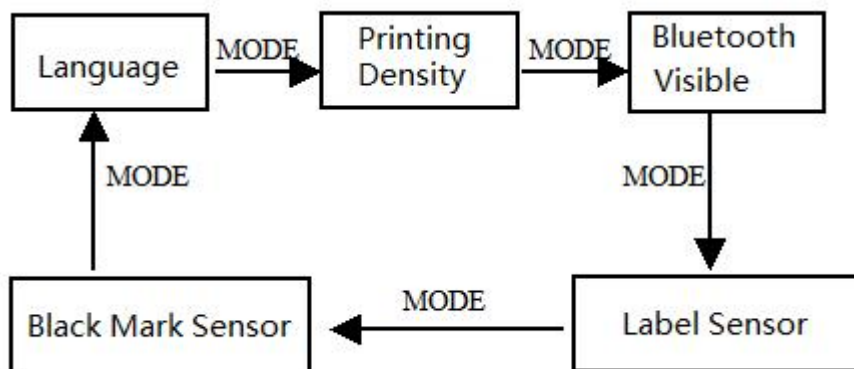 Language
MODE
Printing
Density
MODE
Bluetooth
Visible
MODE
MODE
Label Sensor
MODE
Black Mark Sensor